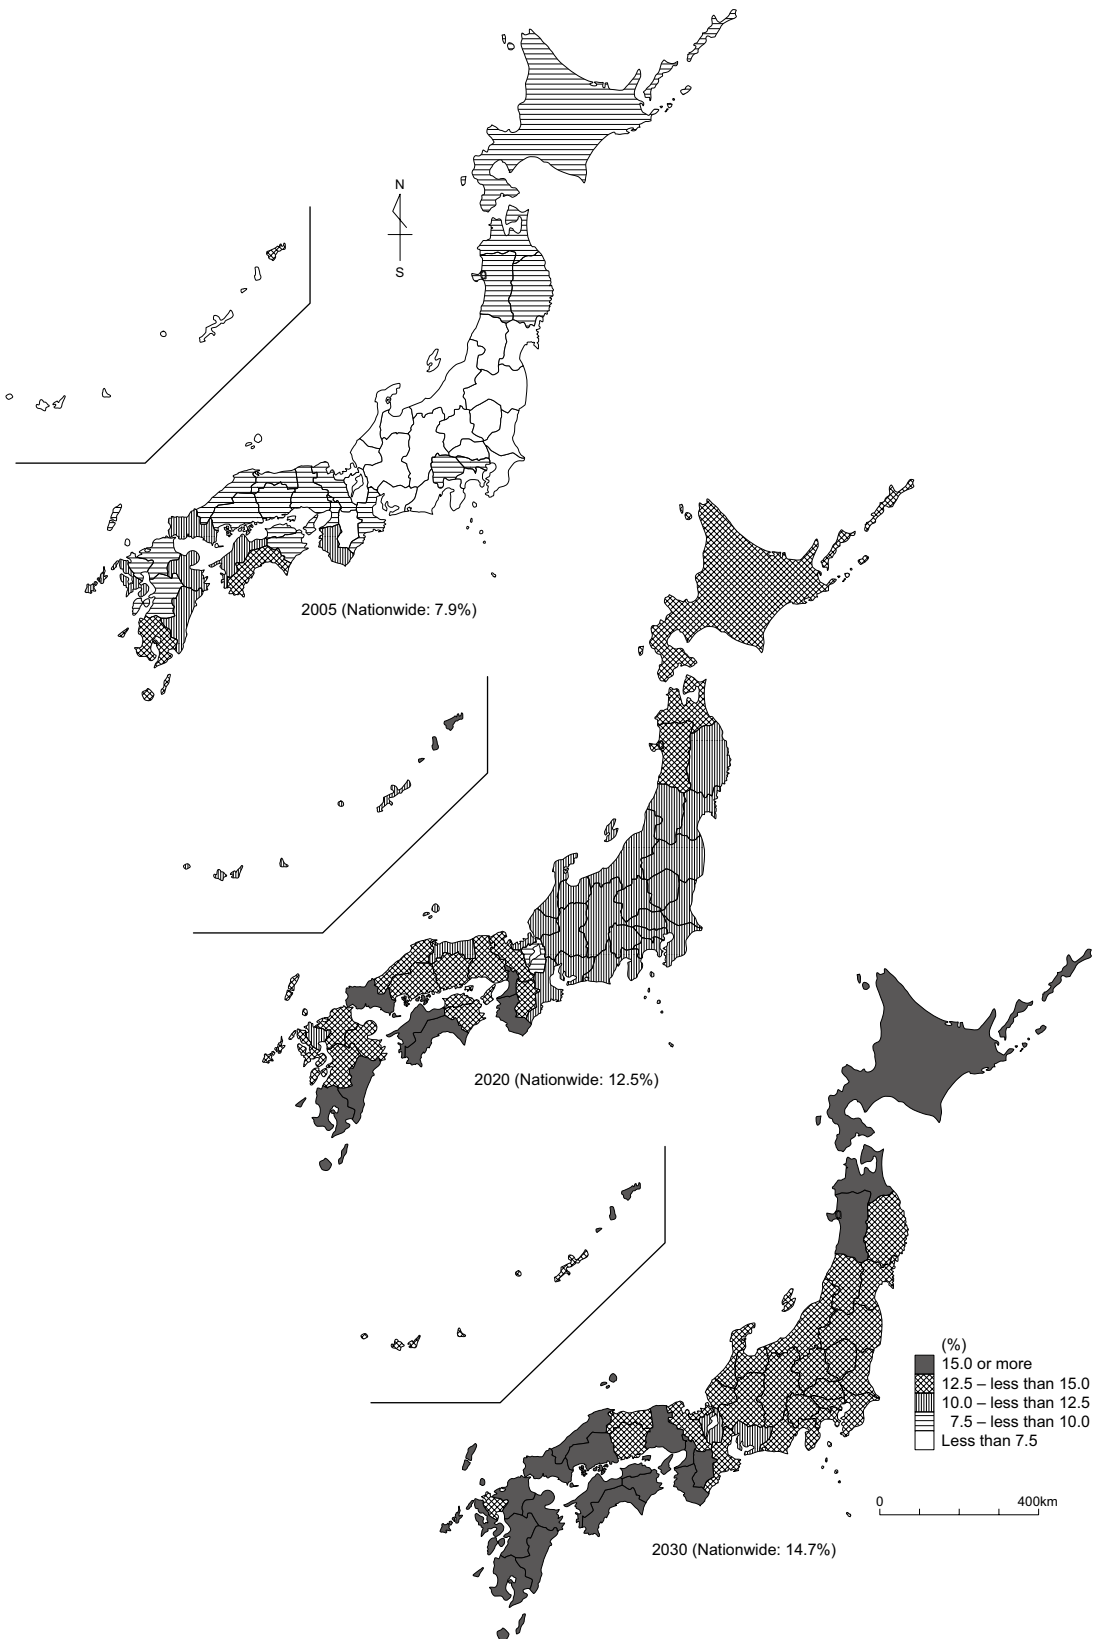 N
S
2005 (Nationwide: 7.9%)
2020 (Nationwide: 12.5%)
(%)
15.0 or more
12.5 – less than 15.0
10.0 – less than 12.5
7.5 – less than 10.0
Less than 7.5
0 400km
2030 (Nationwide: 14.7%)